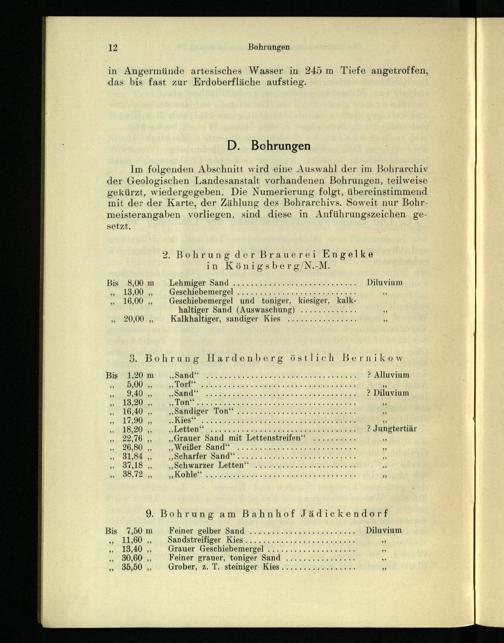 12 Bohrungen
in Angermünde artesisches Wasser in 245 m Tiefe angetroffen,
das bis fast zur Erdoberfläche aufstieg.
D. Bohrungen
Im folgenden Abschnitt wird eine Auswahl der im Bohrarchiv
der Geologischen Landesanstalt vorhandenen Bohrungen, teilweise
gekürzt, wiedergegeben. Die Numerierung folgt, übereinstimmend
mit der der Karte, der Zählung des Bohrarchivs. Soweit nur Bohr-
meisterangaben vorliegen, sind diese in Anführungszeichen ge-
setzt.
2. Bohrung der Brauerei Engelke
in Königsberg/N.-M.
Bis 8,00 m Lehmiger Sand ........................... Diluvium
„ 13,00 „ Geschiebemergel ........................... „
„ 16,00 „ Geschiebemergel und toniger, kiesiger, kalk-
haltiger Sand (Auswaschung) ............. „
„ 20,00 „ Kalkhaltiger, sandiger Kies ................ „
3. Bohrung Hardenberg östlich Bernikow
Bis 1,20 m „Sand“ ................................. ? Alluvium
„ 5,00 „ „Torf“ ................................. „
„ 9,40 „ „Sand“ ................................. ? Diluvium
„ 13,20 „ „Ton“ ................................. „
„ 16,40 „ „Sandiger Ton“ ........................... „
„ 17,90 „ „Kies“ ................................. „
„ 18,20 „ „Letten“ ................................. ? Jungtertiär
„ 22,76 „ „Grauer Sand mit Lettenstreifen“ .......... „
„ 26,80 „ „Weißer Sand“ ........................... „
„ 31,84 „ „Scharfer Sand“ ........................... „
„ 37,18 „ „Schwarzer Letten“ ....................... „
„ 38,72 „ „Kohle“ ................................. „
9. Bohrung am Bahnhof Jädickendorf
Bis 7,50 m Feiner gelber Sand ........................ Diluvium
„ 11,60 „ Sandstreifiger Kies ......................... „
„ 13,40 „ Grauer Geschiebemergel .................... „
„ 30,60 „ Feiner grauer, toniger Sand ................ „
„ 35,50 „ Grober, z. T. steiniger Kies ................. „